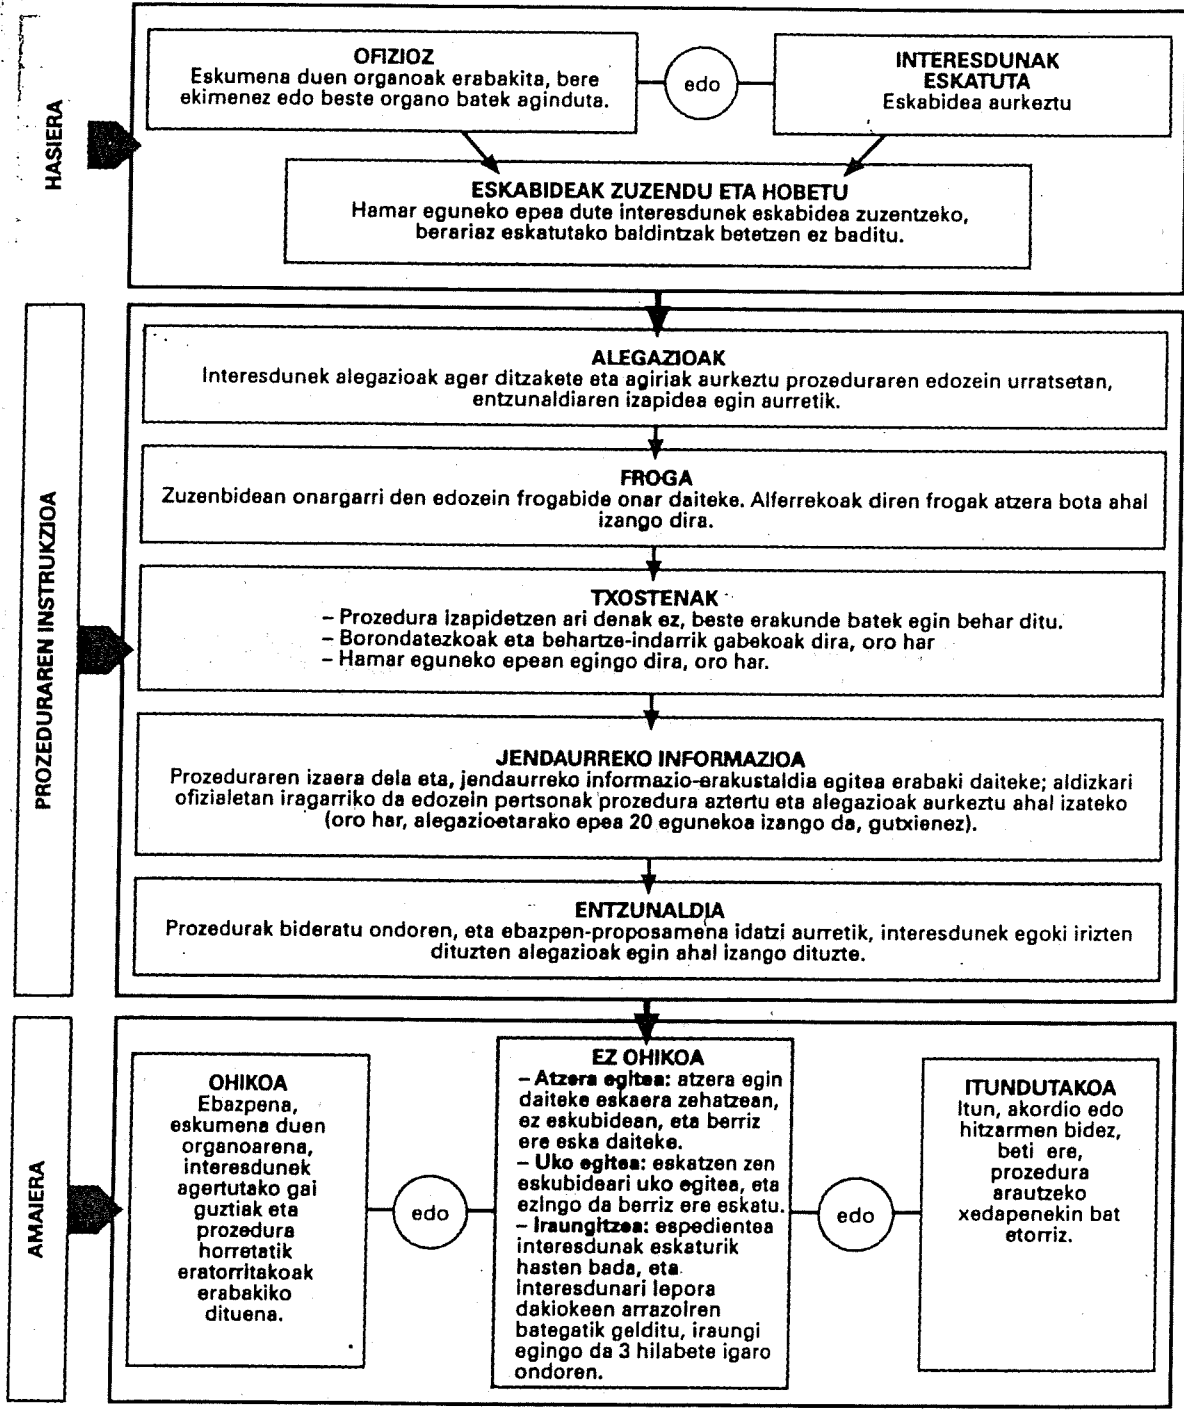 HASIERA
OFIZIOZ
Eskumena duen organoak erabakita, bere
ekimenez edo beste organo batek aginduta.
edo
INTERESDUNAK
ESKATUTA
Eskabidea aurkeztu
ESKABIDEAK ZUZENDU ETA HOBETU
Hamar eguneko epea dute interesdunek eskabidea zuzentzeko,
berariaz eskatutako baldintzak betetzen ez baditu.
PROZEDURAREN INSTRUKZIOA
ALEGAZIOAK
Interesdunek alegazioak ager ditzakete eta agiriak aurkeztu prozeduraren edozein urratsetan,
entzunaldiaren izapidea egin aurretik.
FROGA
Zuzenbidean onargarri den edozein frogabide onar daiteke. Alferrekoak diren frogak atzera bota ahal
izango dira.
TXOSTENAK
– Prozedura izapidetzen ari denak ez, beste erakunde batek egin behar ditu.
– Borondatezkoak eta behartze-indarrik gabekoak dira, oro har
– Hamar eguneko epean egingo dira, oro har.
JENDAURREKO INFORMAZIOA
Prozeduraren izaera dela eta, jendaurreko informazio-erakustaldia egitea erabaki daiteke; aldizkari
ofizialetan iragarriko da edozein pertsonak prozedura aztertu eta alegazioak aurkeztu ahal izateko
(oro har, alegazioetarako epea 20 egunekoa izango da, gutxienez).
ENTZUNALDIA
Prozedurak bideratu ondoren, eta ebazpen-proposamena idatzi aurretik, interesdunek egoki irizten
dituzten alegazioak egin ahal izango dituzte.
AMAIERA
OHIKOA
Ebazpena,
eskumena duen
organoarena,
interesdunek
agertutako gai
guztiak eta
prozedura
horretatik
eratorritakoak
erabakiko
dituena.
edo
EZ OHIKOA
– Atzera egitea: atzera egin
daiteke eskaera zehatzean,
ez eskubidean, eta berriz
ere eska daiteke.
– Uko egitea: eskatzen zen
eskubideari uko egitea, eta
ezingo da berriz ere eskatu.
– Iraungitzea: espedientea
interesdunak eskaturik
hasten bada, eta
interesdunari lepora
dakiokeen arrazoiren
bategatik gelditu, iraungi
egingo da 3 hilabete igaro
ondoren.
edo
ITUNDUTAKOA
Itun, akordio edo
hitzarmen bidez,
beti ere,
prozedura
arautzeko
xedapenekin bat
etorriz.